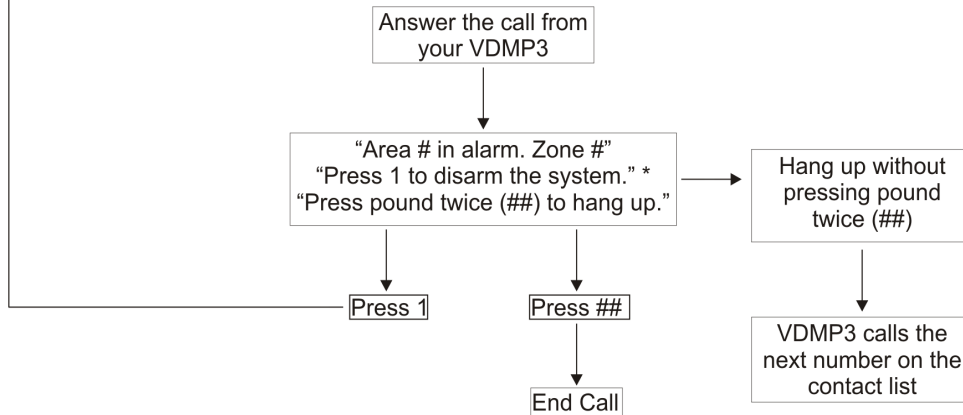 Answer the call from
your VDMP3
“Area # in alarm. Zone #”
“Press 1 to disarm the system.” *
“Press pound twice (##) to hang up.”
Hang up without
pressing pound
twice (##)
Press 1
Press ##
VDMP3 calls the
next number on the
contact list
End Call